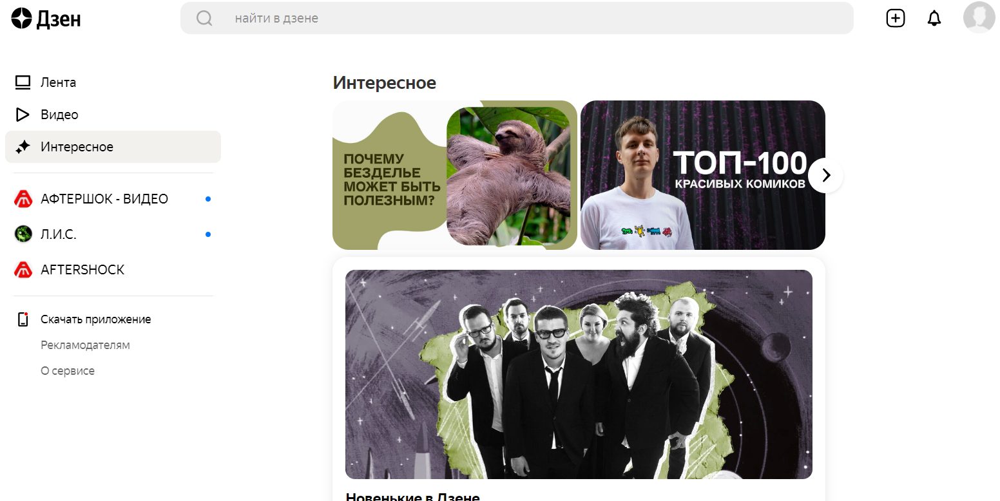 Дзен
найти в дзене
Лента
Видео
Интересное
АФТЕРШОК - ВИДЕО
Л.И.С.
AFTERSHOCK
Скачать приложение
Рекламодателям
О сервисе
Интересное
ПОЧЕМУ
БЕЗДЕЛЬЕ
МОЖЕТ БЫТЬ
ПОЛЕЗНЫМ?
ТОП-100
КРАСИВЫХ КОМИКОВ
Новенькие в Дзене